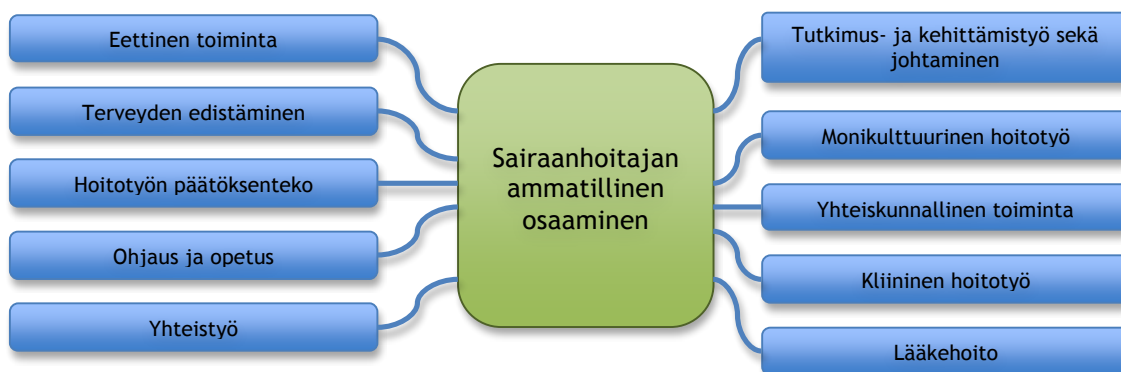 Eettinen toiminta
Terveyden edistäminen
Hoitotyön päätöksenteko
Ohjaus ja opetus
Yhteistyö
Sairaanhoitajan
ammatillinen
osaaminen
Tutkimus- ja kehittämistyö sekä
johtaminen
Monikulttuurinen hoitotyö
Yhteiskunnallinen toiminta
Kliininen hoitotyö
Lääkehoito